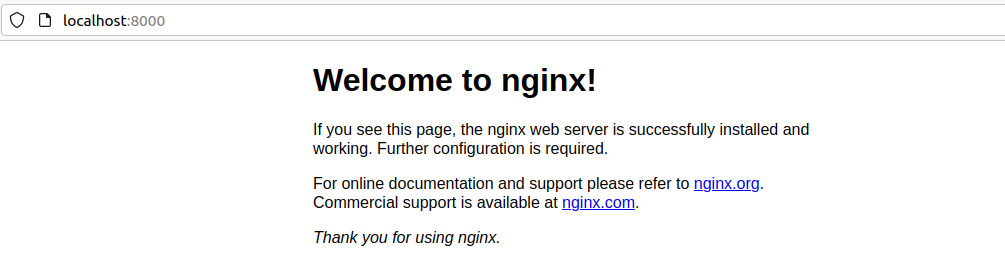 localhost:8000
Welcome to nginx!
If you see this page, the nginx web server is successfully installed and
working. Further configuration is required.
For online documentation and support please refer to nginx.org.
Commercial support is available at nginx.com.
Thank you for using nginx.